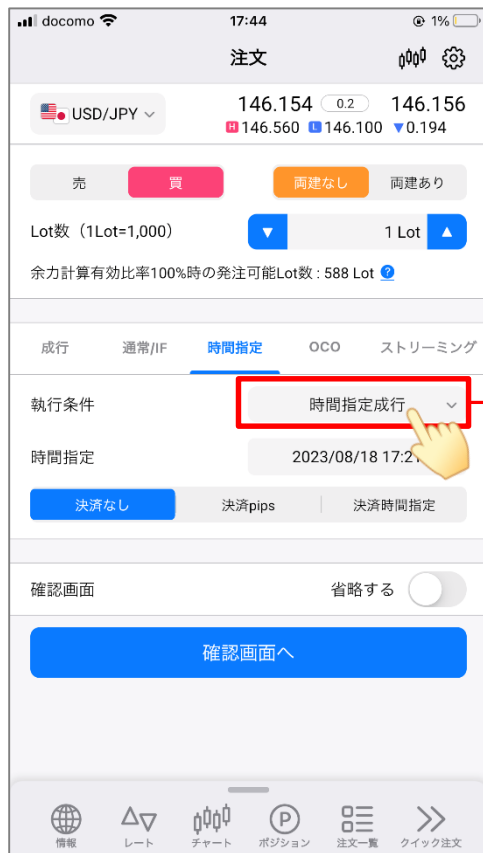 docomo 17:44 1%
注文
USD/JPY 146.154 0.2 146.156
H 146.560 L 146.100 ▼0.194
売 買 両建なし 両建あり
Lot数（1Lot=1,000） ▼ 1 Lot ▲
余力計算有効比率100%時の発注可能Lot数 : 588 Lot ?
成行 通常/IF 時間指定 OCO ストリーミング
執行条件 時間指定成行
時間指定 2023/08/18 17:2
決済なし 決済pips 決済時間指定
確認画面 省略する
確認画面へ
情報 レート チャート P ポジション 注文一覧 クイック注文